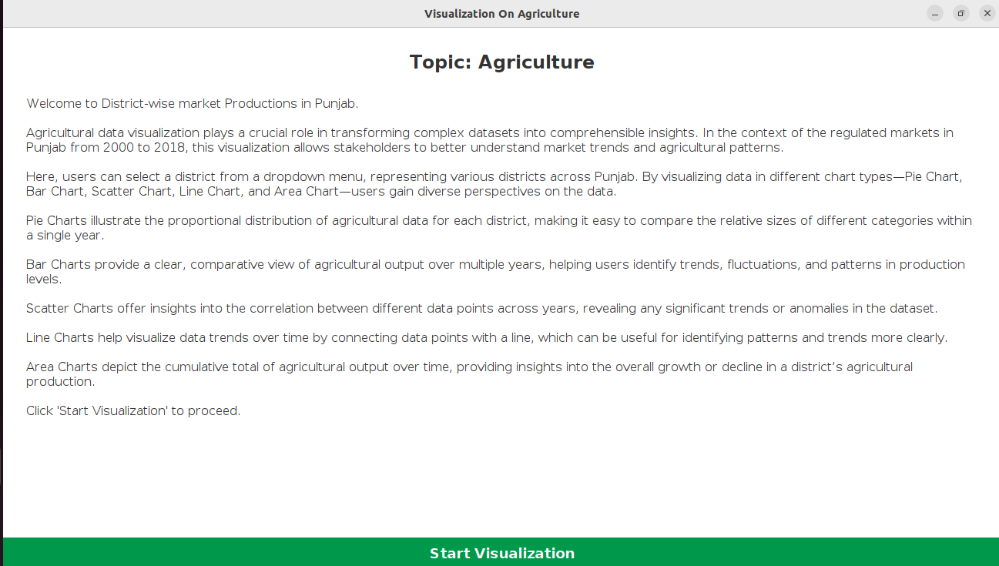 Visualization On Agriculture
Topic: Agriculture
Welcome to District-wise market Productions in Punjab.
Agricultural data visualization plays a crucial role in transforming complex datasets into comprehensible insights. In the context of the regulated markets in
Punjab from 2000 to 2018, this visualization allows stakeholders to better understand market trends and agricultural patterns.
Here, users can select a district from a dropdown menu, representing various districts across Punjab. By visualizing data in different chart types—Pie Chart,
Bar Chart, Scatter Chart, Line Chart, and Area Chart—users gain diverse perspectives on the data.
Pie Charts illustrate the proportional distribution of agricultural data for each district, making it easy to compare the relative sizes of different categories within
a single year.
Bar Charts provide a clear, comparative view of agricultural output over multiple years, helping users identify trends, fluctuations, and patterns in production
levels.
Scatter Charts offer insights into the correlation between different data points across years, revealing any significant trends or anomalies in the dataset.
Line Charts help visualize data trends over time by connecting data points with a line, which can be useful for identifying patterns and trends more clearly.
Area Charts depict the cumulative total of agricultural output over time, providing insights into the overall growth or decline in a district’s agricultural
production.
Click 'Start Visualization' to proceed.
Start Visualization